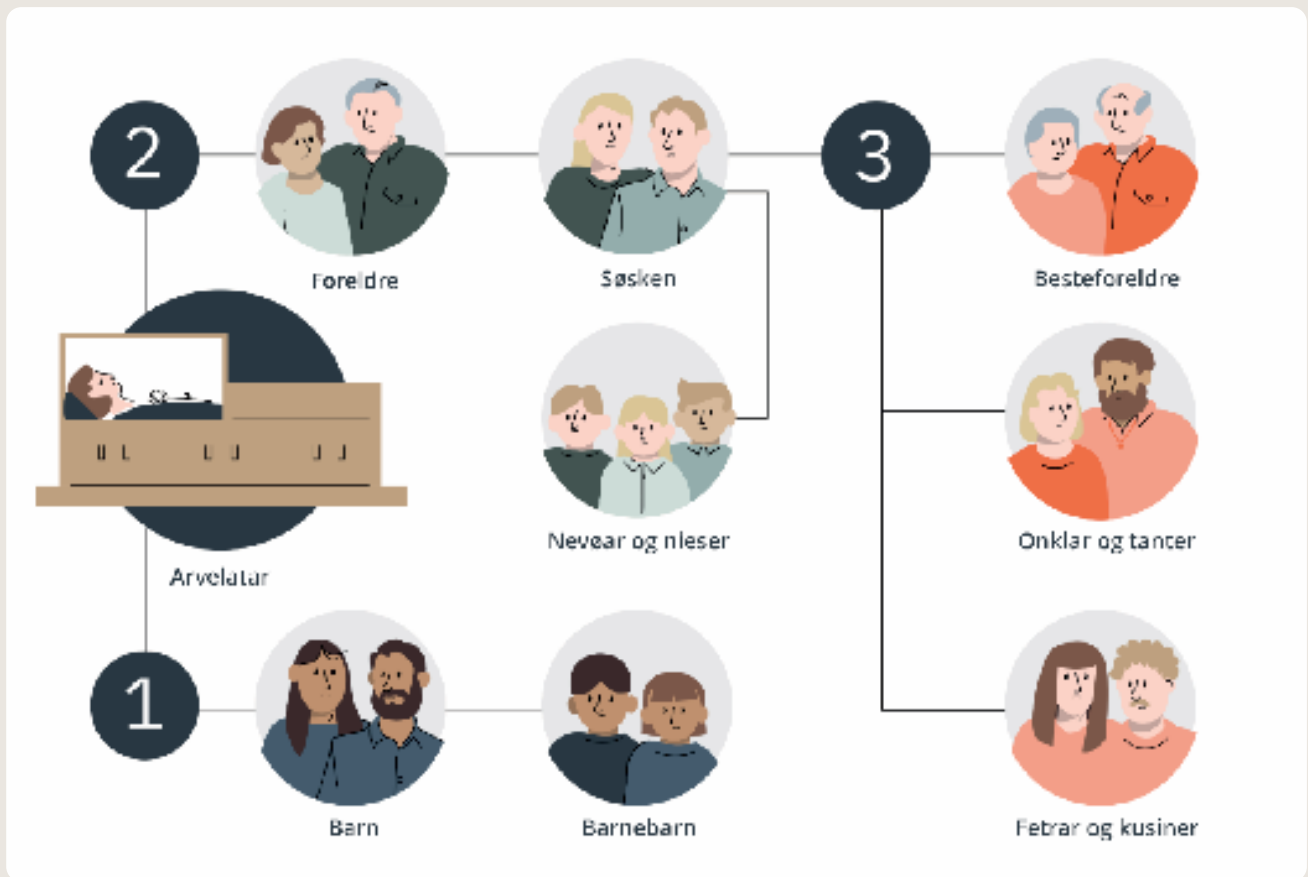 2
Foreldre
Søsken
3
Besteforeldre
Nevøar og nieser
Onklar og tanter
Arvelatar
1
Barn
Barnebarn
Fetrar og kusiner